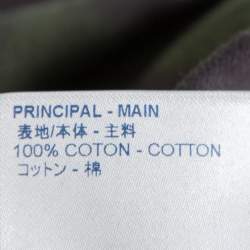 PRINCIPAL - MAIN
表地/本体 - 主料
100% COTON - COTTON
コットン - 棉